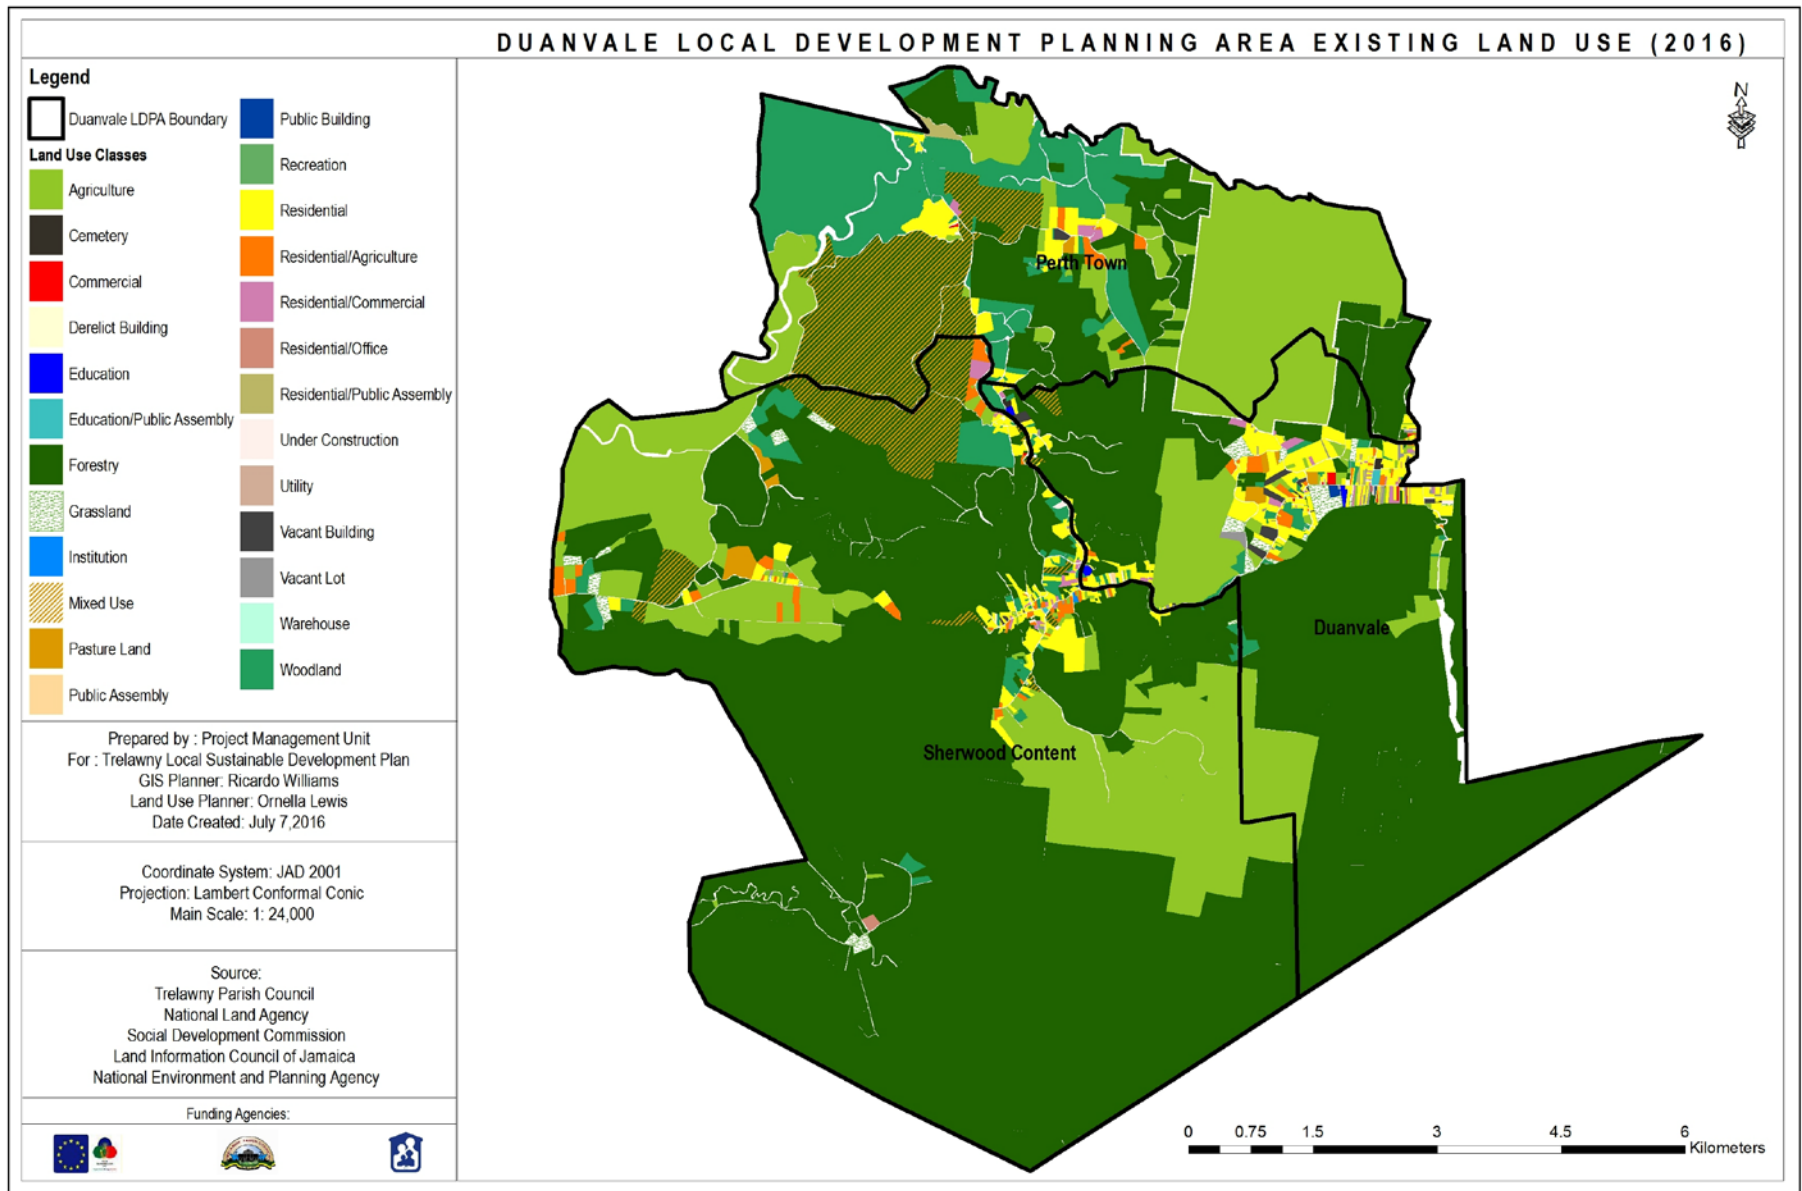 DUANVALE LOCAL DEVELOPMENT PLANNING AREA EXISTING LAND USE (2016)
Legend
Duanvale LDPA Boundary
Land Use Classes
Agriculture
Cemetery
Commercial
Derelict Building
Education
Education/Public Assembly
Forestry
Grassland
Institution
Mixed Use
Pasture Land
Public Assembly
Public Building
Recreation
Residential
Residential/Agriculture
Residential/Commercial
Residential/Office
Residential/Public Assembly
Under Construction
Utility
Vacant Building
Vacant Lot
Warehouse
Woodland
Prepared by : Project Management Unit
For : Trelawny Local Sustainable Development Plan
GIS Planner: Ricardo Williams
Land Use Planner: Ornella Lewis
Date Created: July 7,2016
Coordinate System: JAD 2001
Projection: Lambert Conformal Conic
Main Scale: 1: 24,000
Source:
Trelawny Parish Council
National Land Agency
Social Development Commission
Land Information Council of Jamaica
National Environment and Planning Agency
Funding Agencies:
N
Perth Town
Duanvale
Sherwood Content
0 0.75 1.5 3 4.5 6
Kilometers